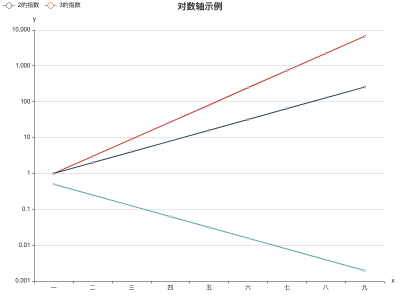 对数轴示例
2的指数 3的指数
y
10,000
1,000
100
10
1
0.1
0.01
0.001
一 二 三 四 五 六 七 八 九
x